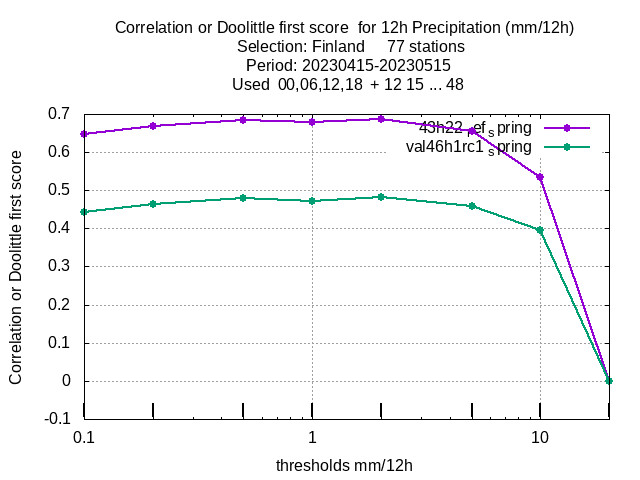 Correlation or Doolittle first score  for 12h Precipitation (mm/12h)
Selection: Finland     77 stations
Period: 20230415-20230515
Used  00,06,12,18  + 12 15 ... 48
0.7
0.6
0.5
0.4
0.3
0.2
0.1
0
-0.1
Correlation or Doolittle first score
val46h1rc1 spring
0.1
1
10
thresholds mm/12h